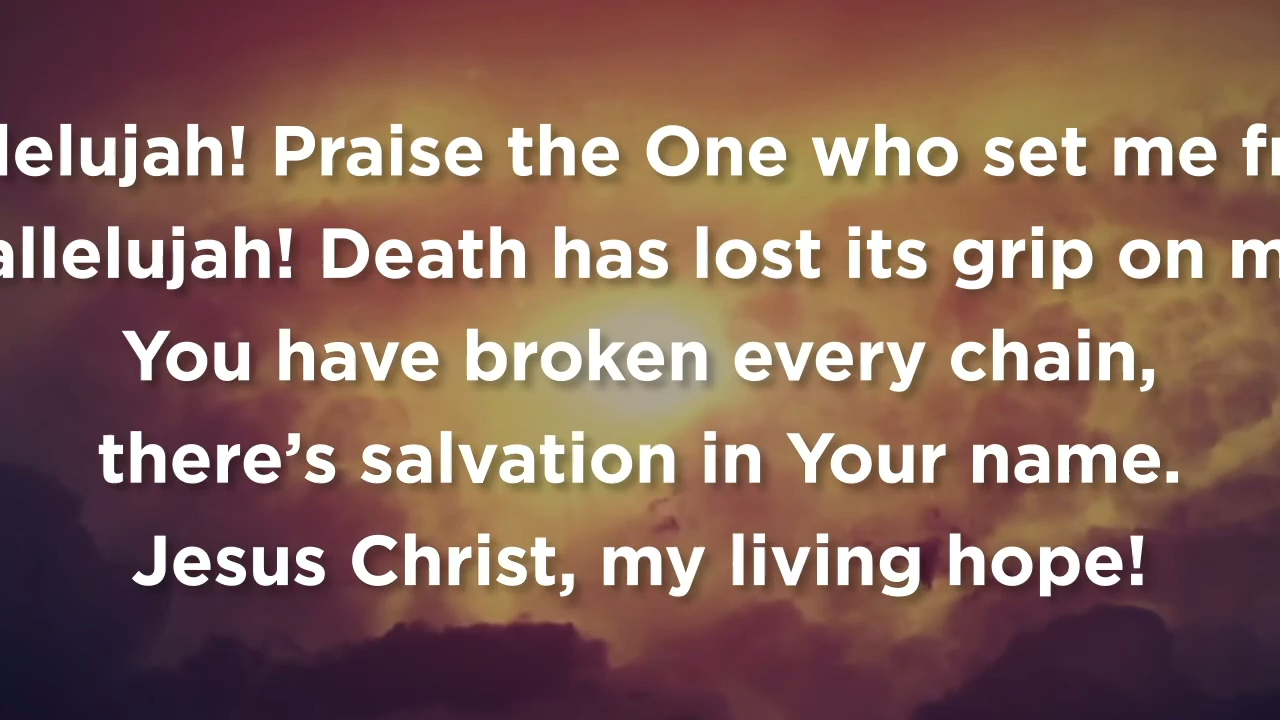 lelujah! Praise the One who set me fr
allelujah! Death has lost its grip on m
You have broken every chain,
there’s salvation in Your name.
Jesus Christ, my living hope!